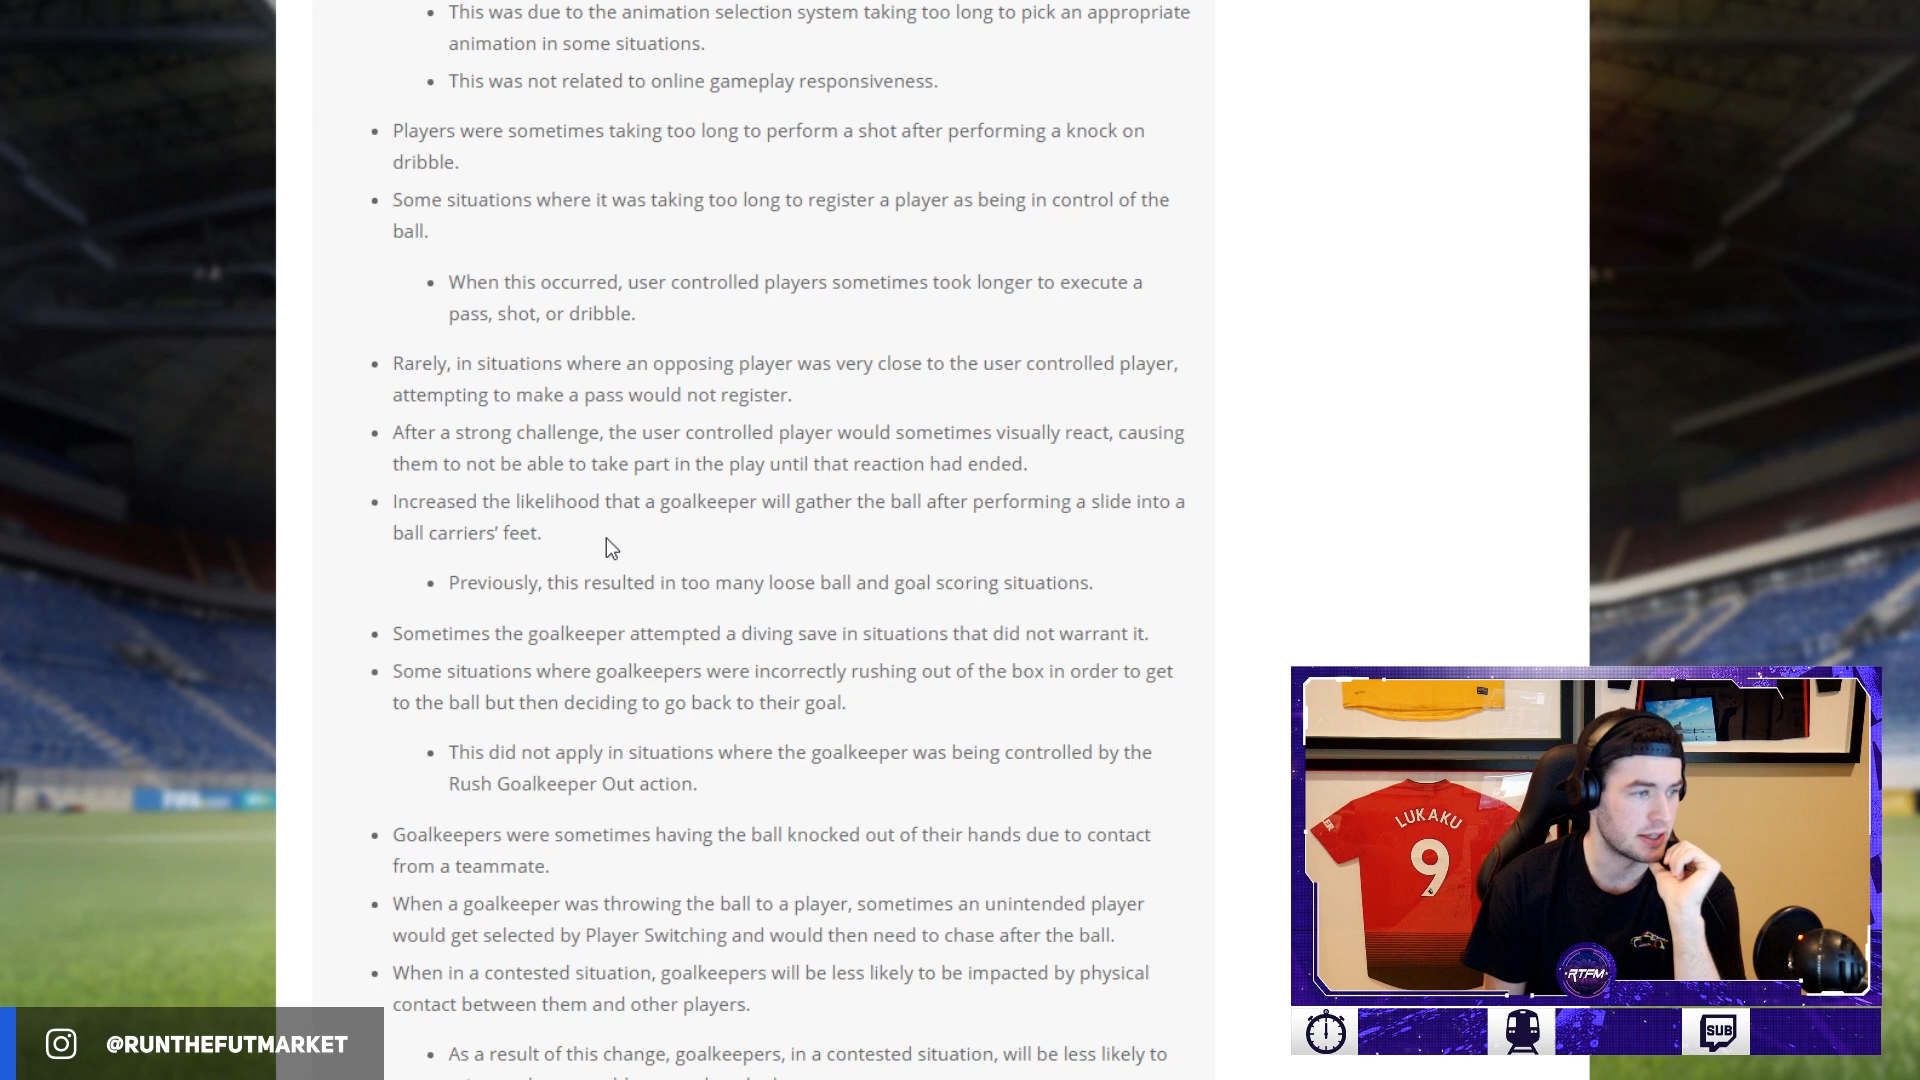 This was due to the animation selection system taking too long to pick an appropriate
animation in some situations.
This was not related to online gameplay responsiveness.
Players were sometimes taking too long to perform a shot after performing a knock on
dribble.
Some situations where it was taking too long to register a player as being in control of the
ball.
When this occurred, user controlled players sometimes took longer to execute a
pass, shot, or dribble.
Rarely, in situations where an opposing player was very close to the user controlled player,
attempting to make a pass would not register.
After a strong challenge, the user controlled player would sometimes visually react, causing
them to not be able to take part in the play until that reaction had ended.
Increased the likelihood that a goalkeeper will gather the ball after performing a slide into a
ball carriers’ feet.
Previously, this resulted in too many loose ball and goal scoring situations.
Sometimes the goalkeeper attempted a diving save in situations that did not warrant it.
Some situations where goalkeepers were incorrectly rushing out of the box in order to get
to the ball but then deciding to go back to their goal.
This did not apply in situations where the goalkeeper was being controlled by the
Rush Goalkeeper Out action.
Goalkeepers were sometimes having the ball knocked out of their hands due to contact
from a teammate.
When a goalkeeper was throwing the ball to a player, sometimes an unintended player
would get selected by Player Switching and would then need to chase after the ball.
When in a contested situation, goalkeepers will be less likely to be impacted by physical
contact between them and other players.
As a result of this change, goalkeepers, in a contested situation, will be less likely to
@RUNTHEFUTMARKET
LUKAKU
9
RTFM
SUB